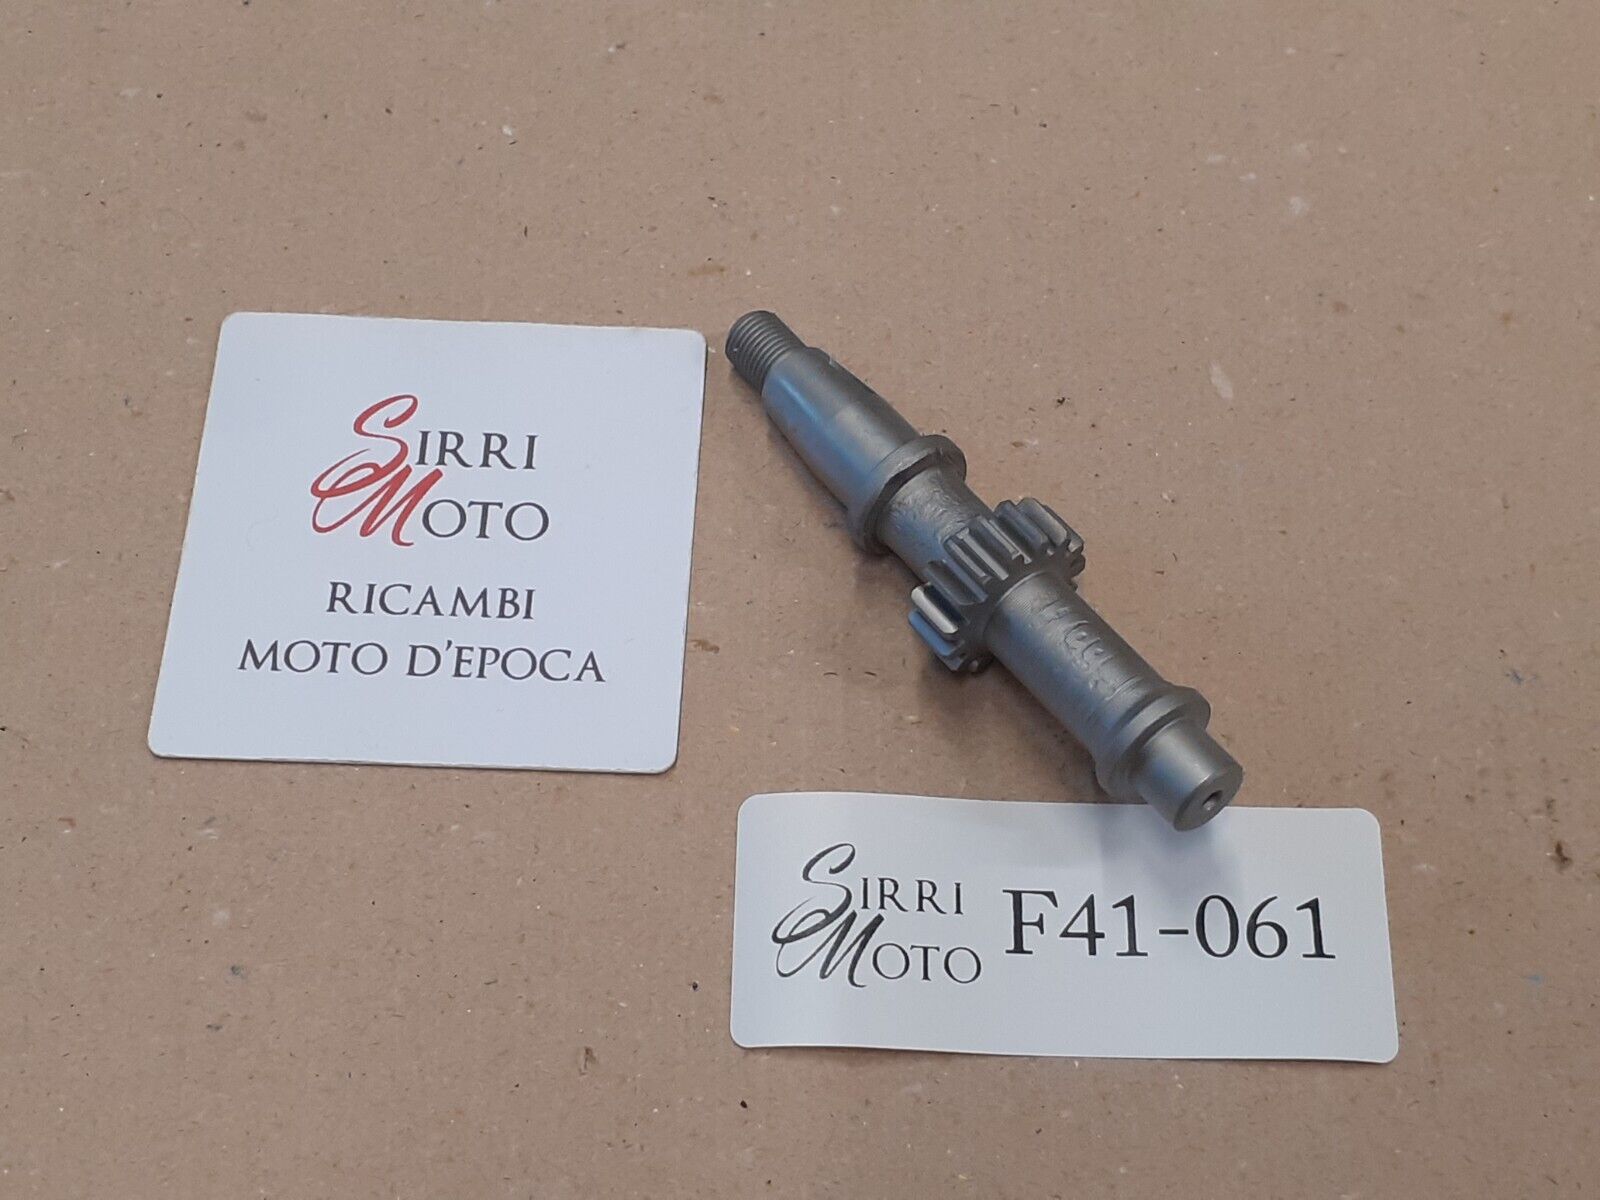 SIRRI
MOTO
RICAMBI
MOTO D'EPOCA
SIRRI
MOTO
F41-061